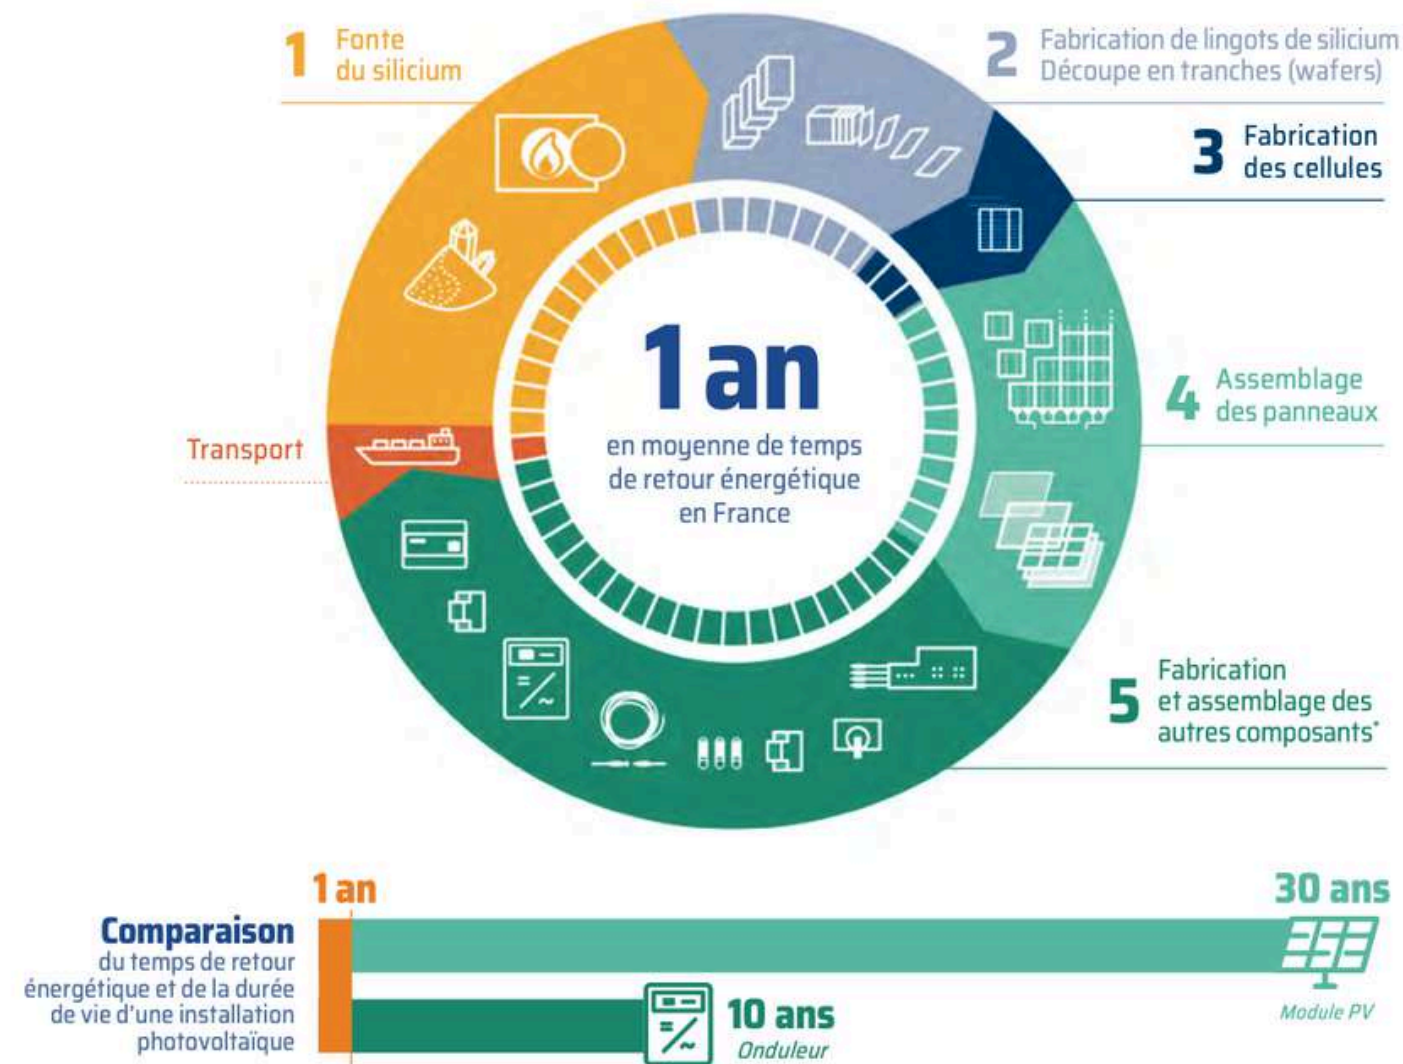 1
Fonte
du silicium
2
Fabrication de lingots de silicium
Découpe en tranches (wafers)
3
Fabrication
des cellules
1 an
en moyenne de temps
de retour énergétique
en France
4
Assemblage
des panneaux
Transport
5
Fabrication
et assemblage des
autres composants*
1 an
30 ans
Comparaison
du temps de retour
énergétique et de la durée
de vie d'une installation
photovoltaïque
Module PV
10 ans
Onduleur